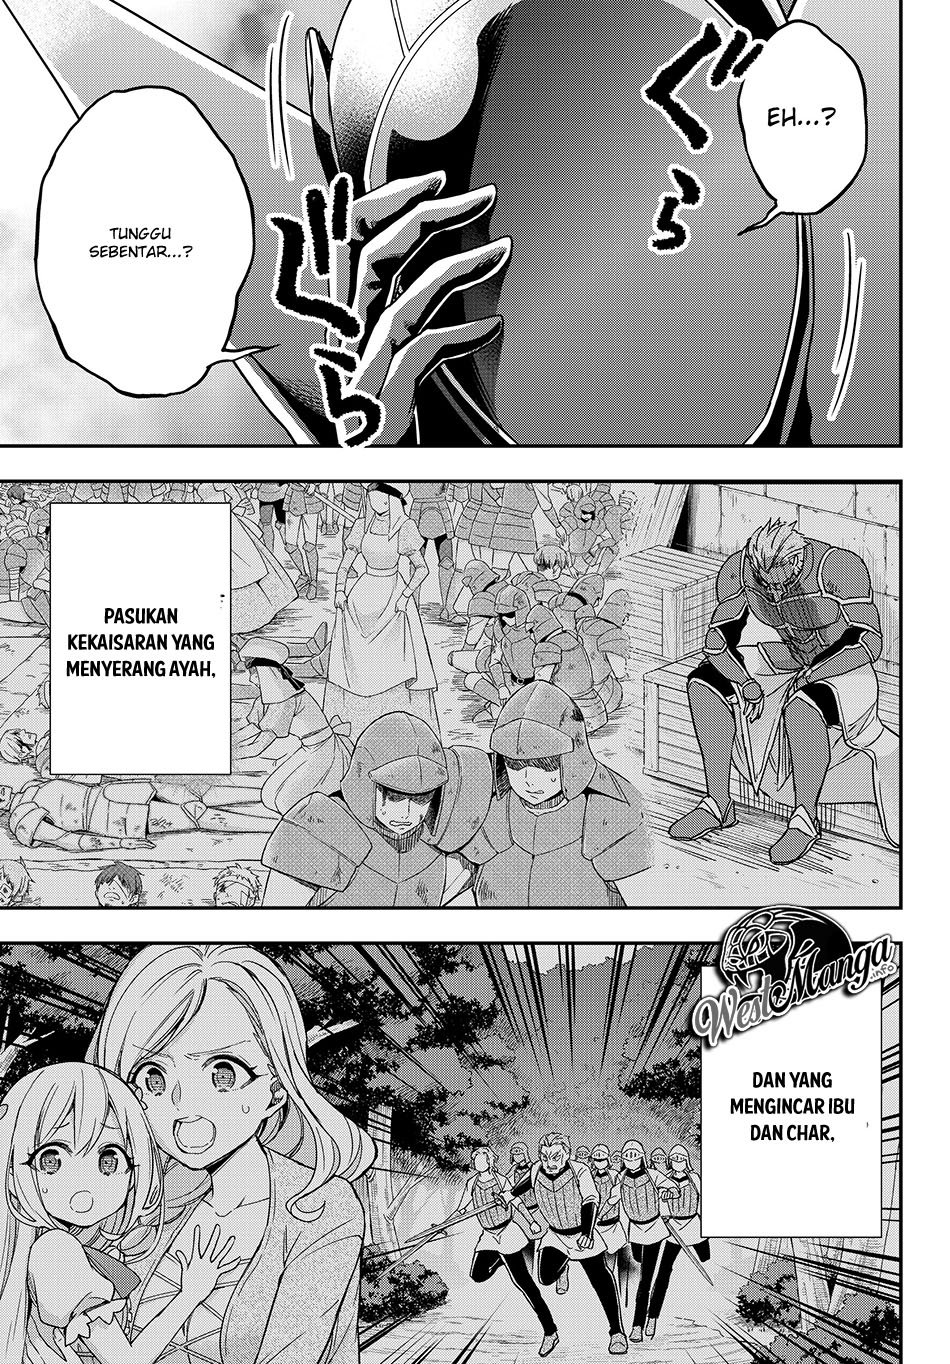 EH...?
ぐら
TUNGGU
SEBENTAR...?
ぐら
PASUKAN
KEKAISARAN YANG
MENYERANG AYAH,
WestManga
.info
DAN YANG
MENGINCAR IBU
DAN CHAR,